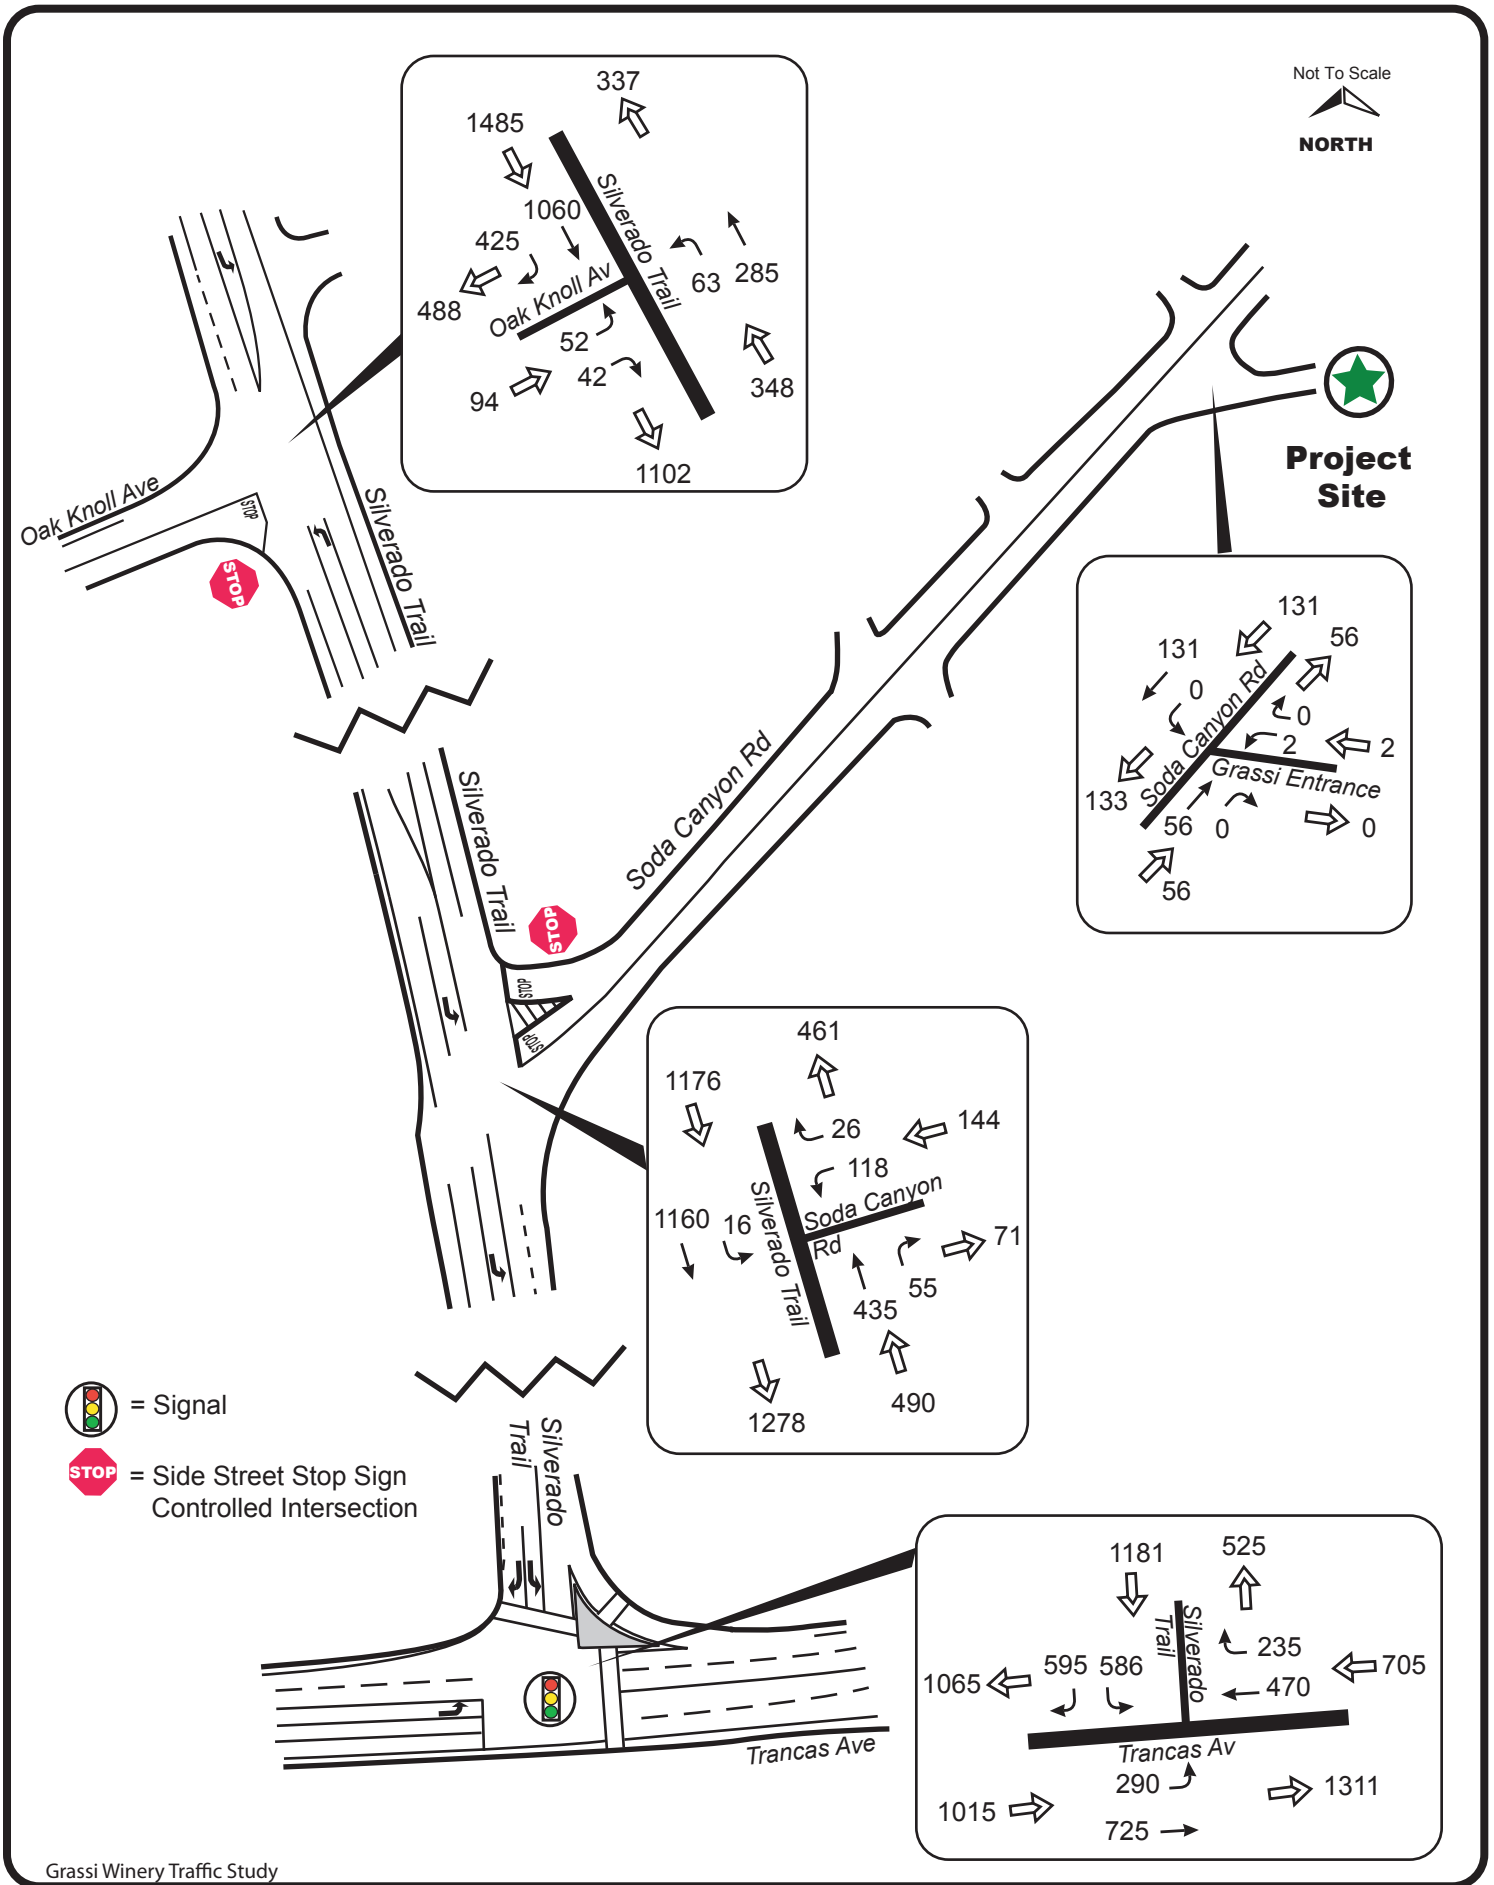 Not To Scale
NORTH
337
1485
Silverado Trail
1060
425
488
Oak Knoll Av
63
285
52
42
94
348
1102
Oak Knoll Ave
STOP
STOP
Silverado Trail
Project
Site
131
56
131
0
0
2
2
Soda Canyon Rd
Grassi Entrance
133
56
0
0
56
Silverado Trail
Soda Canyon Rd
STOP
STOP
STOP
461
1176
26
144
118
Soda Canyon
Rd
Silverado Trail
1160
16
71
55
435
490
1278
= Signal
STOP
= Side Street Stop Sign
Controlled Intersection
Silverado
Trail
Trancas Ave
1181
525
Silverado
Trail
235
705
1065
595
586
470
Trancas Av
290
1311
1015
725
Grassi Winery Traffic Study